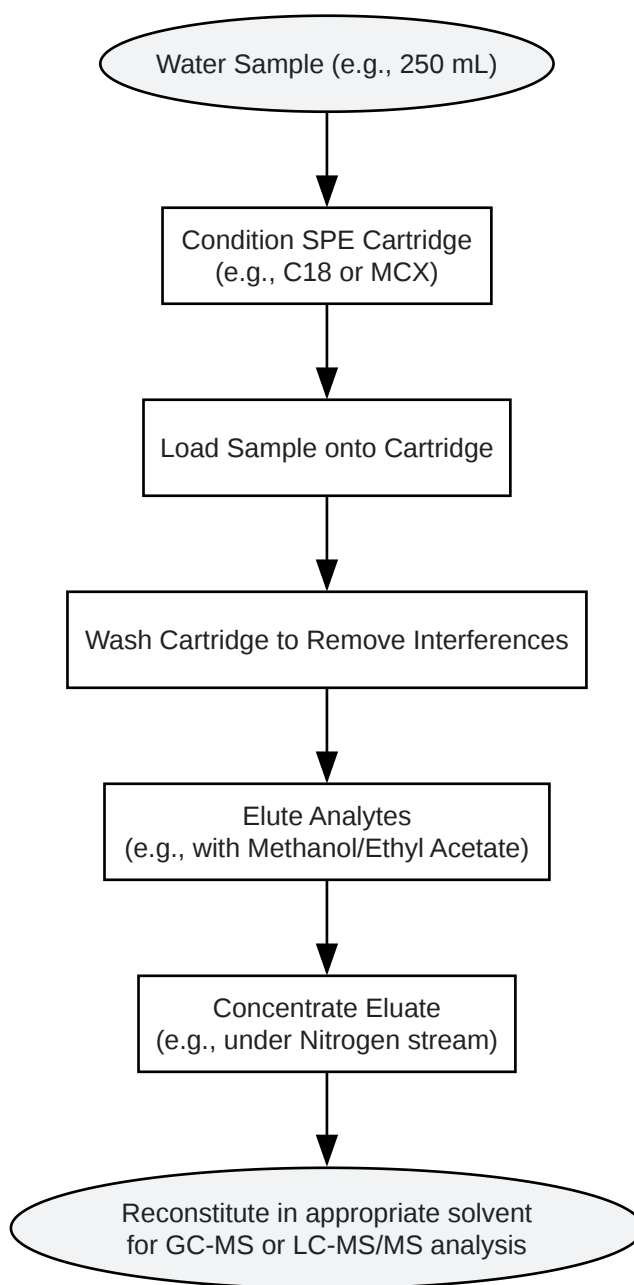 Water Sample (e.g., 250 mL)
Condition SPE Cartridge
(e.g., C18 or MCX)
Load Sample onto Cartridge
Wash Cartridge to Remove Interferences
Elute Analytes
(e.g., with Methanol/Ethyl Acetate)
Concentrate Eluate
(e.g., under Nitrogen stream)
Reconstitute in appropriate solvent
for GC-MS or LC-MS/MS analysis